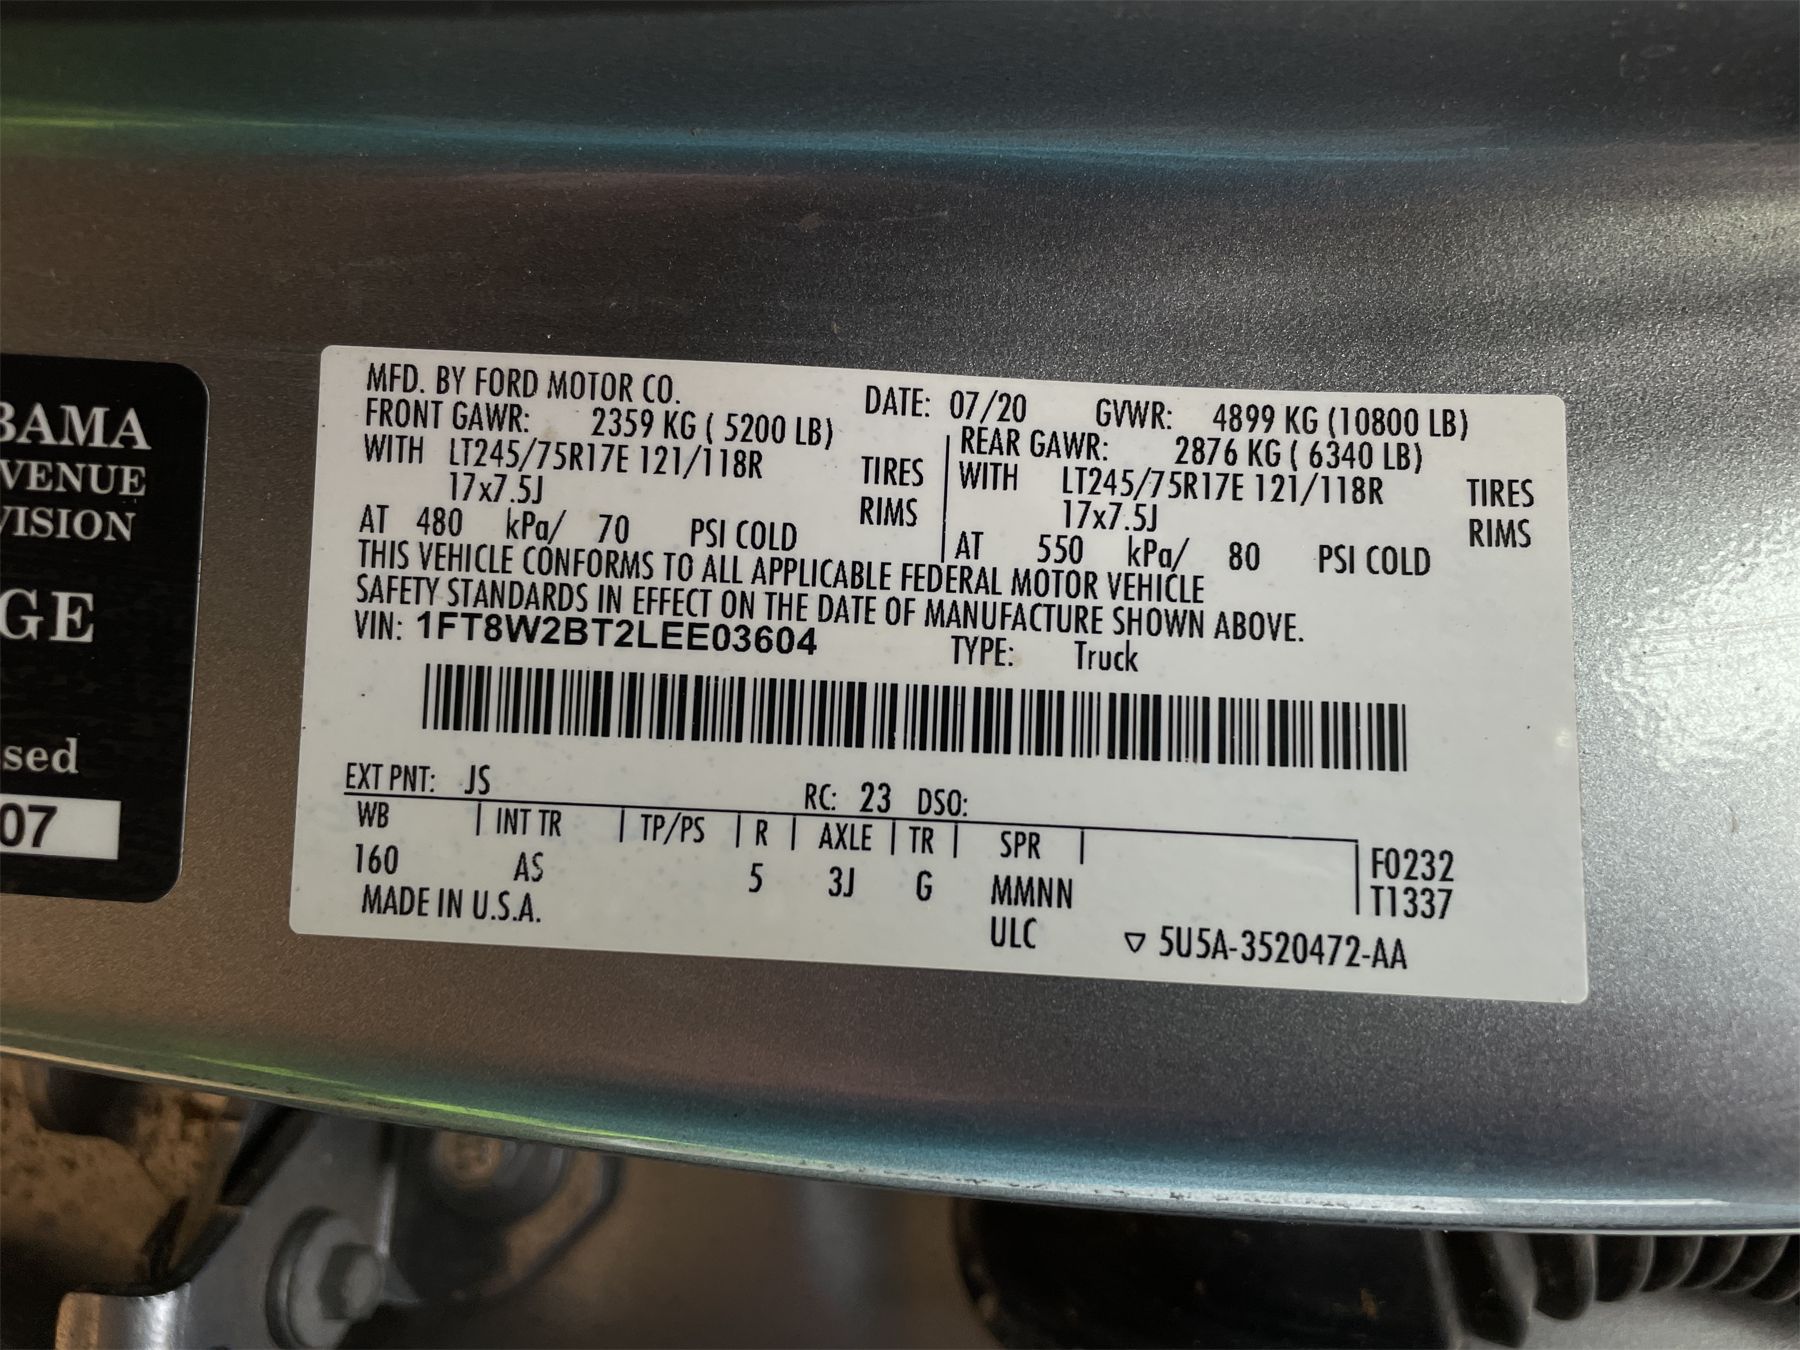 BAMA
VENUE
VISION
GE
sed
07
MFD. BY FORD MOTOR CO. DATE: 07/20 GVWR: 4899 KG (10800 LB)
FRONT GAWR: 2359 KG ( 5200 LB) REAR GAWR: 2876 KG ( 6340 LB)
WITH LT245/75R17E 121/118R TIRES WITH LT245/75R17E 121/118R TIRES
17x7.5J RIMS 17x7.5J RIMS
AT 480 kPa/ 70 PSI COLD AT 550 kPa/ 80 PSI COLD
THIS VEHICLE CONFORMS TO ALL APPLICABLE FEDERAL MOTOR VEHICLE
SAFETY STANDARDS IN EFFECT ON THE DATE OF MANUFACTURE SHOWN ABOVE.
VIN: 1FT8W2BT2LEE03604 TYPE: Truck
EXT PNT: JS RC: 23 DSO:
WB INT TR TP/PS R AXLE TR SPR F0232
160 AS 5 3J G MMNN T1337
MADE IN U.S.A. ULC ▽ 5U5A-3520472-AA